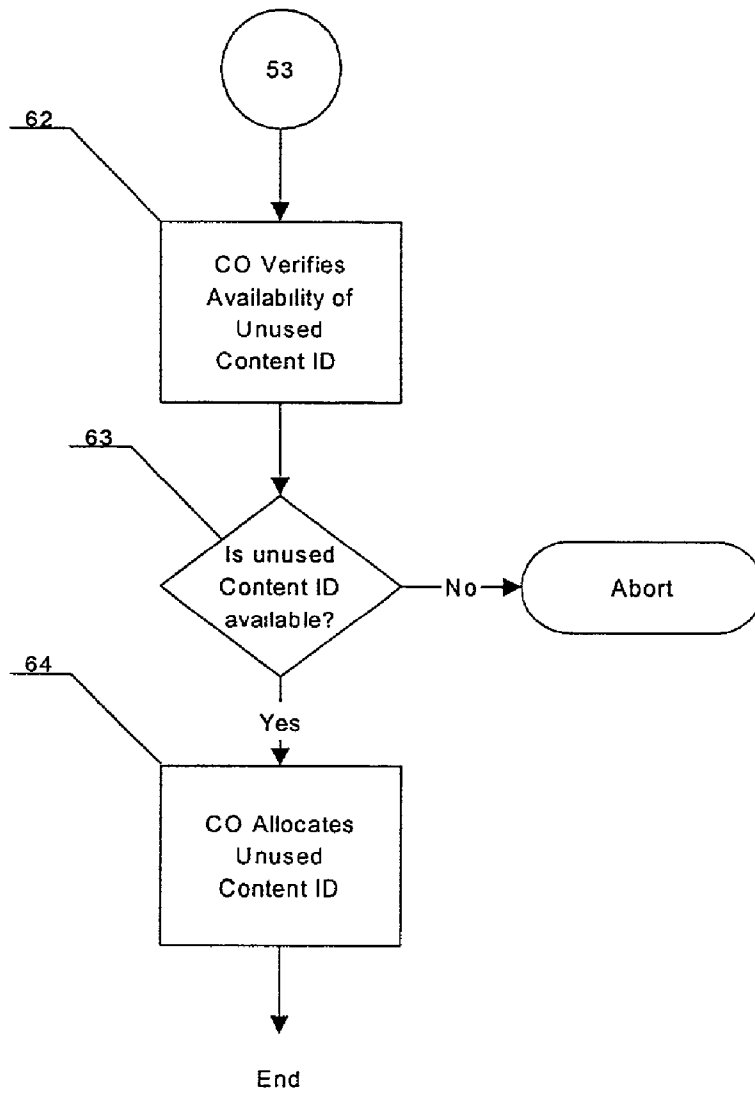 53
62
CO Verifies
Availability of
Unused
Content ID
63
Is unused
Content ID
available?
No
Abort
64
Yes
CO Allocates
Unused
Content ID
End